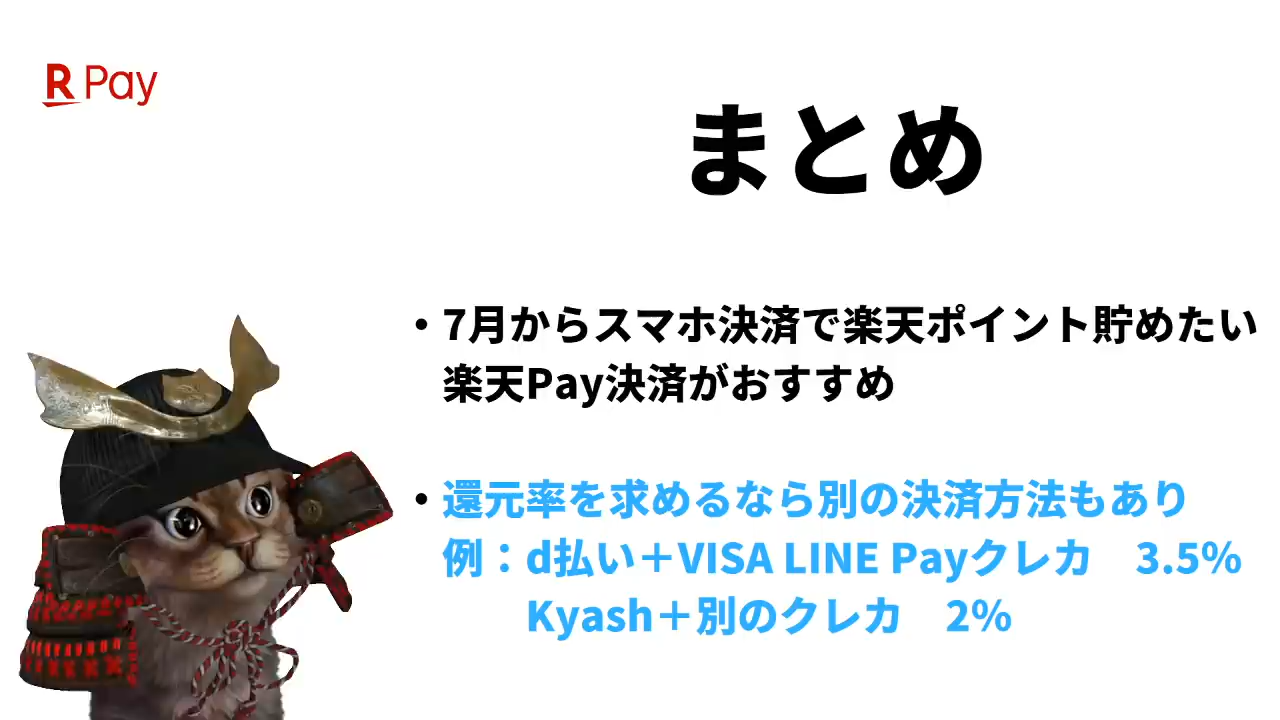 R Pay
まとめ
・7月からスマホ決済で楽天ポイント貯めたい
楽天Pay決済がおすすめ
・還元率を求めるなら別の決済方法もあり
例：d払い＋VISA LINE Payクレカ　3.5%
Kyash＋別のクレカ　2%